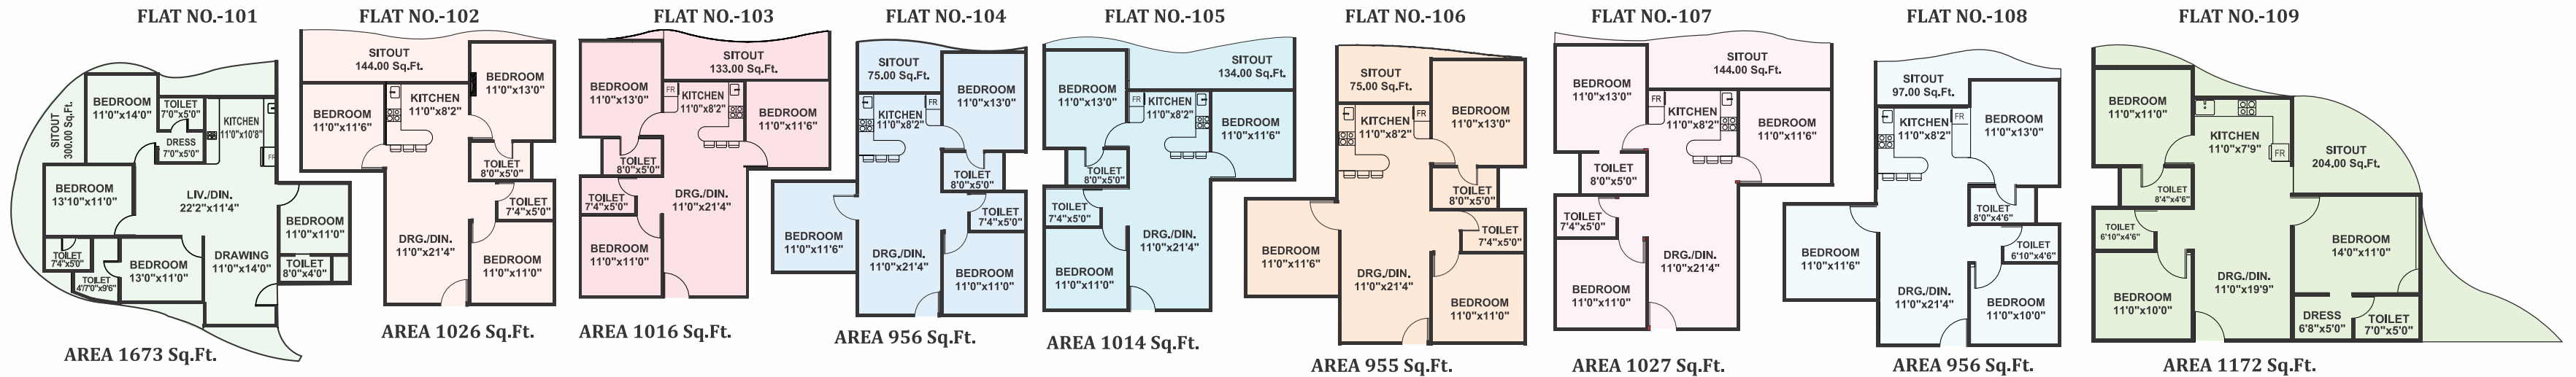 FLAT NO.-101
SITOUT
300.00 Sq.Ft.
BEDROOM
11'0"x14'0"
TOILET
7'0"x5'0"
DRESS
7'0"x5'0"
KITCHEN
11'0"x10'8"
FR
BEDROOM
13'10"x11'0"
LIV./DIN.
22'2"x11'4"
BEDROOM
11'0"x11'0"
TOILET
7'4"x5'0"
TOILET
4'/7'0"x9'6"
BEDROOM
13'0"x11'0"
DRAWING
11'0"x14'0"
TOILET
8'0"x4'0"
AREA 1673 Sq.Ft.
FLAT NO.-102
SITOUT
144.00 Sq.Ft.
BEDROOM
11'0"x13'0"
BEDROOM
11'0"x11'6"
KITCHEN
11'0"x8'2"
TOILET
8'0"x5'0"
TOILET
7'4"x5'0"
DRG./DIN.
11'0"x21'4"
BEDROOM
11'0"x11'0"
AREA 1026 Sq.Ft.
FLAT NO.-103
SITOUT
133.00 Sq.Ft.
BEDROOM
11'0"x13'0"
FR
KITCHEN
11'0"x8'2"
BEDROOM
11'0"x11'6"
TOILET
8'0"x5'0"
TOILET
7'4"x5'0"
DRG./DIN.
11'0"x21'4"
BEDROOM
11'0"x11'0"
AREA 1016 Sq.Ft.
FLAT NO.-104
SITOUT
75.00 Sq.Ft.
BEDROOM
11'0"x13'0"
FR
KITCHEN
11'0"x8'2"
TOILET
8'0"x5'0"
TOILET
7'4"x5'0"
BEDROOM
11'0"x11'6"
DRG./DIN.
11'0"x21'4"
BEDROOM
11'0"x11'0"
AREA 956 Sq.Ft.
FLAT NO.-105
SITOUT
134.00 Sq.Ft.
BEDROOM
11'0"x13'0"
FR
KITCHEN
11'0"x8'2"
BEDROOM
11'0"x11'6"
TOILET
8'0"x5'0"
TOILET
7'4"x5'0"
DRG./DIN.
11'0"x21'4"
BEDROOM
11'0"x11'0"
AREA 1014 Sq.Ft.
FLAT NO.-106
SITOUT
75.00 Sq.Ft.
BEDROOM
11'0"x13'0"
FR
KITCHEN
11'0"x8'2"
TOILET
8'0"x5'0"
TOILET
7'4"x5'0"
BEDROOM
11'0"x11'6"
DRG./DIN.
11'0"x21'4"
BEDROOM
11'0"x11'0"
AREA 955 Sq.Ft.
FLAT NO.-107
SITOUT
144.00 Sq.Ft.
BEDROOM
11'0"x13'0"
FR
KITCHEN
11'0"x8'2"
BEDROOM
11'0"x11'6"
TOILET
8'0"x5'0"
TOILET
7'4"x5'0"
DRG./DIN.
11'0"x21'4"
BEDROOM
11'0"x11'0"
AREA 1027 Sq.Ft.
FLAT NO.-108
SITOUT
97.00 Sq.Ft.
BEDROOM
11'0"x13'0"
FR
KITCHEN
11'0"x8'2"
TOILET
8'0"x4'6"
TOILET
6'10"x4'6"
BEDROOM
11'0"x11'6"
DRG./DIN.
11'0"x21'4"
BEDROOM
11'0"x10'0"
AREA 956 Sq.Ft.
FLAT NO.-109
BEDROOM
11'0"x11'0"
KITCHEN
11'0"x7'9"
FR
SITOUT
204.00 Sq.Ft.
TOILET
8'4"x4'6"
TOILET
6'10"x4'6"
BEDROOM
14'0"x11'0"
DRG./DIN.
11'0"x19'9"
BEDROOM
11'0"x10'0"
DRESS
6'8"x5'0"
TOILET
7'0"x5'0"
AREA 1172 Sq.Ft.